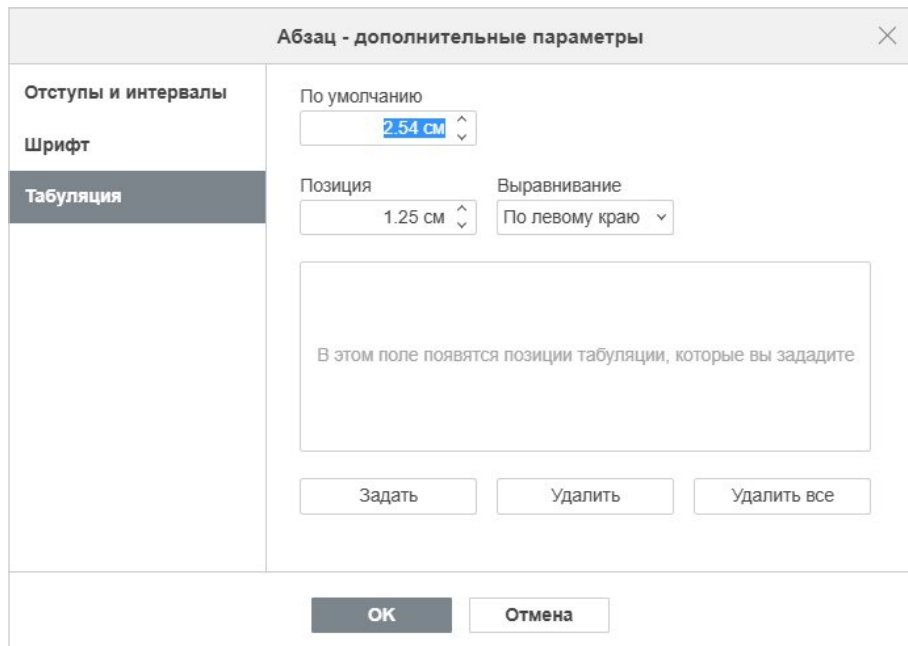 Абзац - дополнительные параметры
Отступы и интервалы
Шрифт
Табуляция
По умолчанию
2.54 см
Позиция
Выравнивание
1.25 см
По левому краю
В этом поле появятся позиции табуляции, которые вы зададите
Задать
Удалить
Удалить все
OK
Отмена